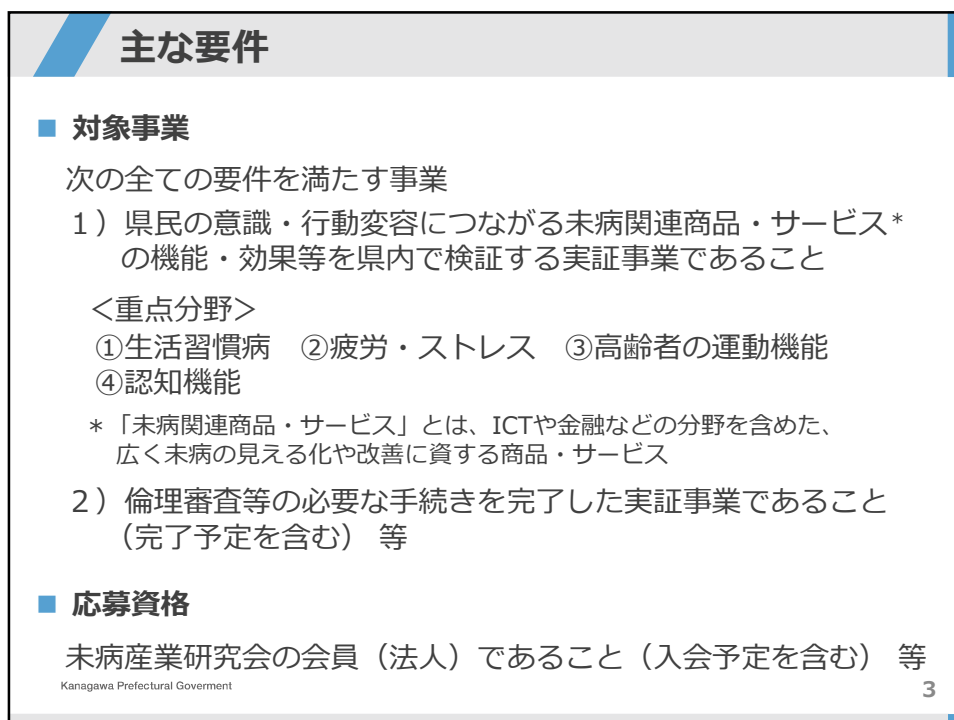 主な要件
■ 対象事業
次の全ての要件を満たす事業
1）県民の意識・行動変容につながる未病関連商品・サービス*
の機能・効果等を県内で検証する実証事業であること
＜重点分野＞
①生活習慣病　②疲労・ストレス　③高齢者の運動機能
④認知機能
*「未病関連商品・サービス」とは、ICTや金融などの分野を含めた、
広く未病の見える化や改善に資する商品・サービス
2）倫理審査等の必要な手続きを完了した実証事業であること
（完了予定を含む） 等
■ 応募資格
未病産業研究会の会員（法人）であること（入会予定を含む） 等
Kanagawa Prefectural Goverment
3